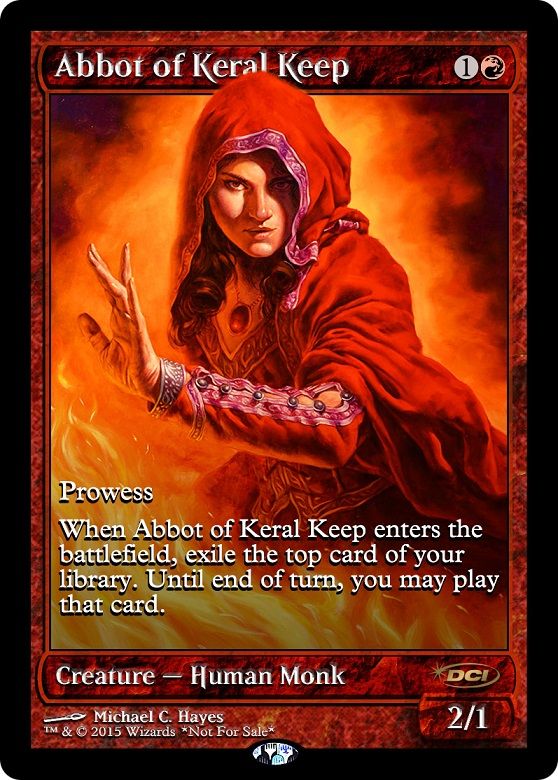 Abbot of Keral Keep 1
Prowess
When Abbot of Keral Keep enters the
battlefield, exile the top card of your
library. Until end of turn, you may play
that card.
Creature — Human Monk
DCI
Michael C. Hayes
™ & © 2015 Wizards *Not For Sale*
2/1